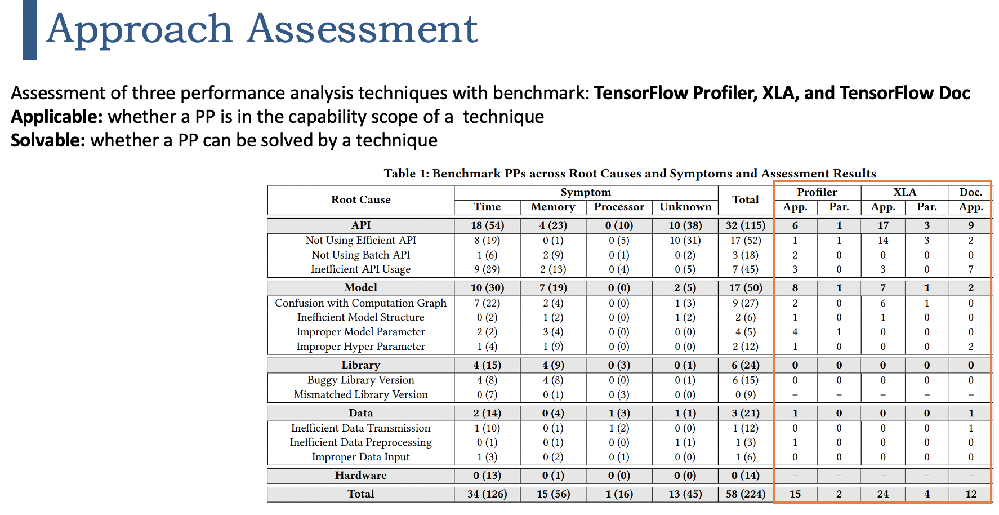 Approach Assessment
Assessment of three performance analysis techniques with benchmark: TensorFlow Profiler, XLA, and TensorFlow Doc
Applicable: whether a PP is in the capability scope of a technique
Solvable: whether a PP can be solved by a technique
Table 1: Benchmark PPs across Root Causes and Symptoms and Assessment Results
Root Cause Symptom Total Profiler XLA Doc.
Time Memory Processor Unknown App. Par. App. Par. App.
API 18 (54) 4 (23) 0 (10) 10 (38) 32 (115) 6 1 17 3 9
Not Using Efficient API 8 (19) 0 (1) 0 (5) 10 (31) 17 (52) 1 1 14 3 2
Not Using Batch API 1 (6) 2 (9) 0 (1) 0 (2) 3 (18) 2 0 0 0 0
Inefficient API Usage 9 (29) 2 (13) 0 (4) 0 (5) 7 (45) 3 0 3 0 7
Model 10 (30) 7 (19) 0 (0) 2 (5) 17 (50) 8 1 7 1 2
Confusion with Computation Graph 7 (22) 2 (4) 0 (0) 1 (3) 9 (27) 2 0 6 1 0
Inefficient Model Structure 0 (2) 1 (2) 0 (0) 1 (2) 2 (6) 1 0 1 0 0
Improper Model Parameter 2 (2) 3 (4) 0 (0) 0 (0) 4 (5) 4 1 0 0 0
Improper Hyper Parameter 1 (4) 1 (9) 0 (0) 0 (0) 2 (12) 1 0 0 0 2
Library 4 (15) 4 (9) 0 (3) 0 (1) 6 (24) 0 0 0 0 0
Buggy Library Version 4 (8) 4 (8) 0 (0) 0 (1) 6 (15) 0 0 0 0 0
Mismatched Library Version 0 (7) 0 (1) 0 (3) 0 (0) 0 (9) – – – – –
Data 2 (14) 0 (4) 1 (3) 1 (1) 3 (21) 1 0 0 0 1
Inefficient Data Transmission 1 (10) 0 (1) 1 (2) 0 (0) 1 (12) 0 0 0 0 1
Inefficient Data Preprocessing 0 (1) 0 (1) 0 (0) 1 (1) 1 (3) 1 0 0 0 0
Improper Data Input 1 (3) 0 (2) 0 (1) 0 (0) 1 (6) 0 0 0 0 0
Hardware 0 (13) 0 (1) 0 (0) 0 (0) 0 (14) – – – – –
Total 34 (126) 15 (56) 1 (16) 13 (45) 58 (224) 15 2 24 4 12